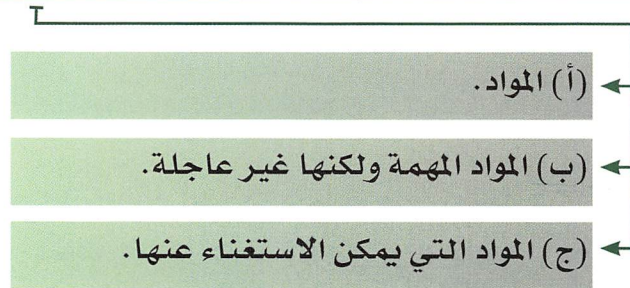 (أ) المواد.
(ب) المواد المهمة ولكنها غير عاجلة.
(ج) المواد التي يمكن الاستغناء عنها.